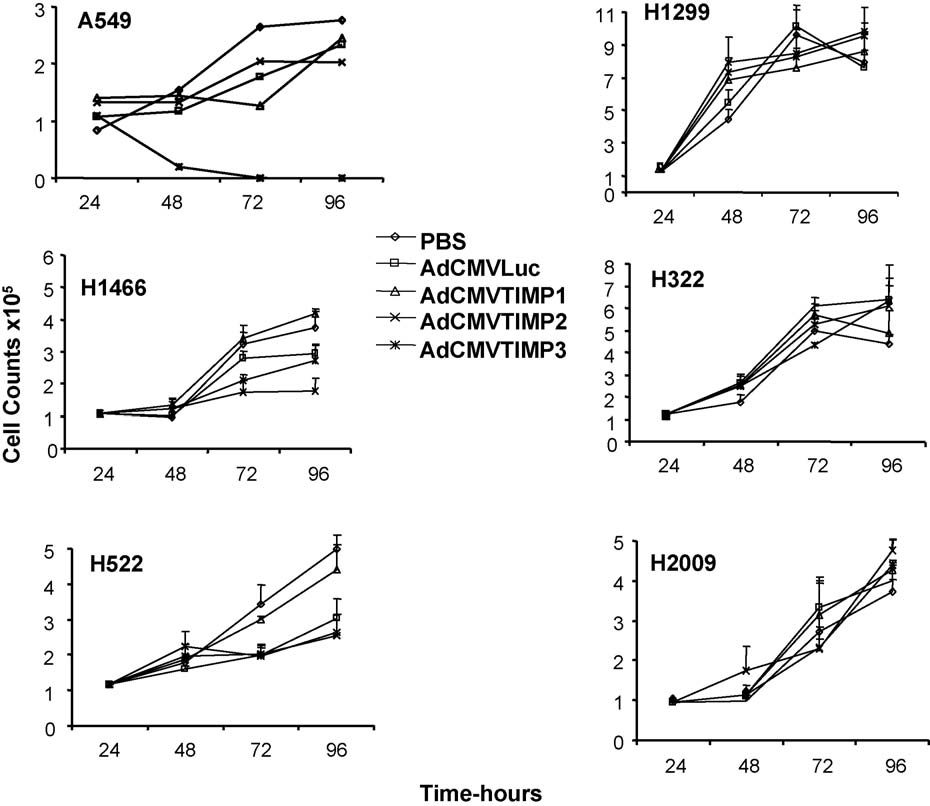 A549
3
2
1
0
24 48 72 96
H1299
11
9
7
5
3
1
0
24 48 72 96
PBS
AdCMVLuc
AdCMVTIMP1
AdCMVTIMP2
AdCMVTIMP3
Cell Counts x10⁵
H1466
6
5
4
3
2
1
0
24 48 72 96
H322
8
7
6
5
4
3
2
1
0
24 48 72 96
H522
5
4
3
2
1
0
24 48 72 96
H2009
5
4
3
2
1
0
24 48 72 96
Time-hours